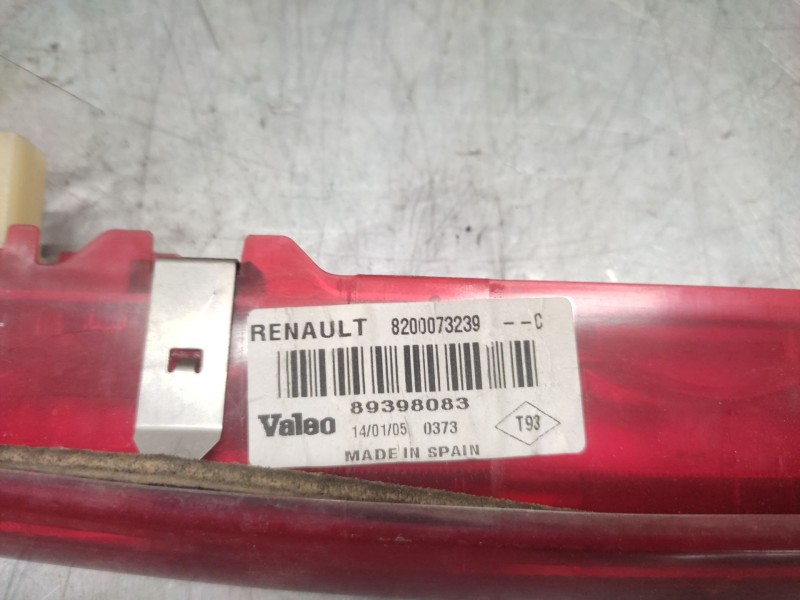 RENAULT 8200073239 --C
89398083
Valeo 14/01/05 0373 T93
MADE IN SPAIN